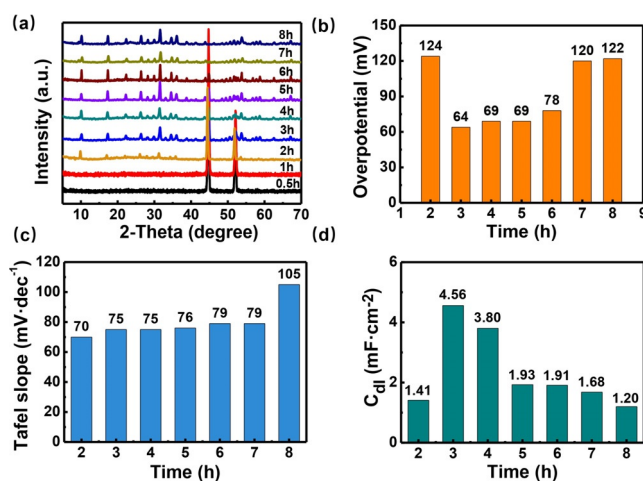 (a)
8h
7h
6h
5h
4h
3h
2h
1h
0.5h
Intensity (a.u.)
10 20 30 40 50 60 70
2-Theta (degree)
(b)
150
120
90
60
30
0
Overpotential (mV)
124 64 69 69 78 120 122
1 2 3 4 5 6 7 8 9
Time (h)
(c)
120
100
80
60
40
20
0
Tafel slope (mV·dec⁻¹)
70 75 75 76 79 79 105
2 3 4 5 6 7 8
Time (h)
(d)
6
4
2
0
C_dl (mF·cm⁻²)
1.41 4.56 3.80 1.93 1.91 1.68 1.20
2 3 4 5 6 7 8
Time (h)